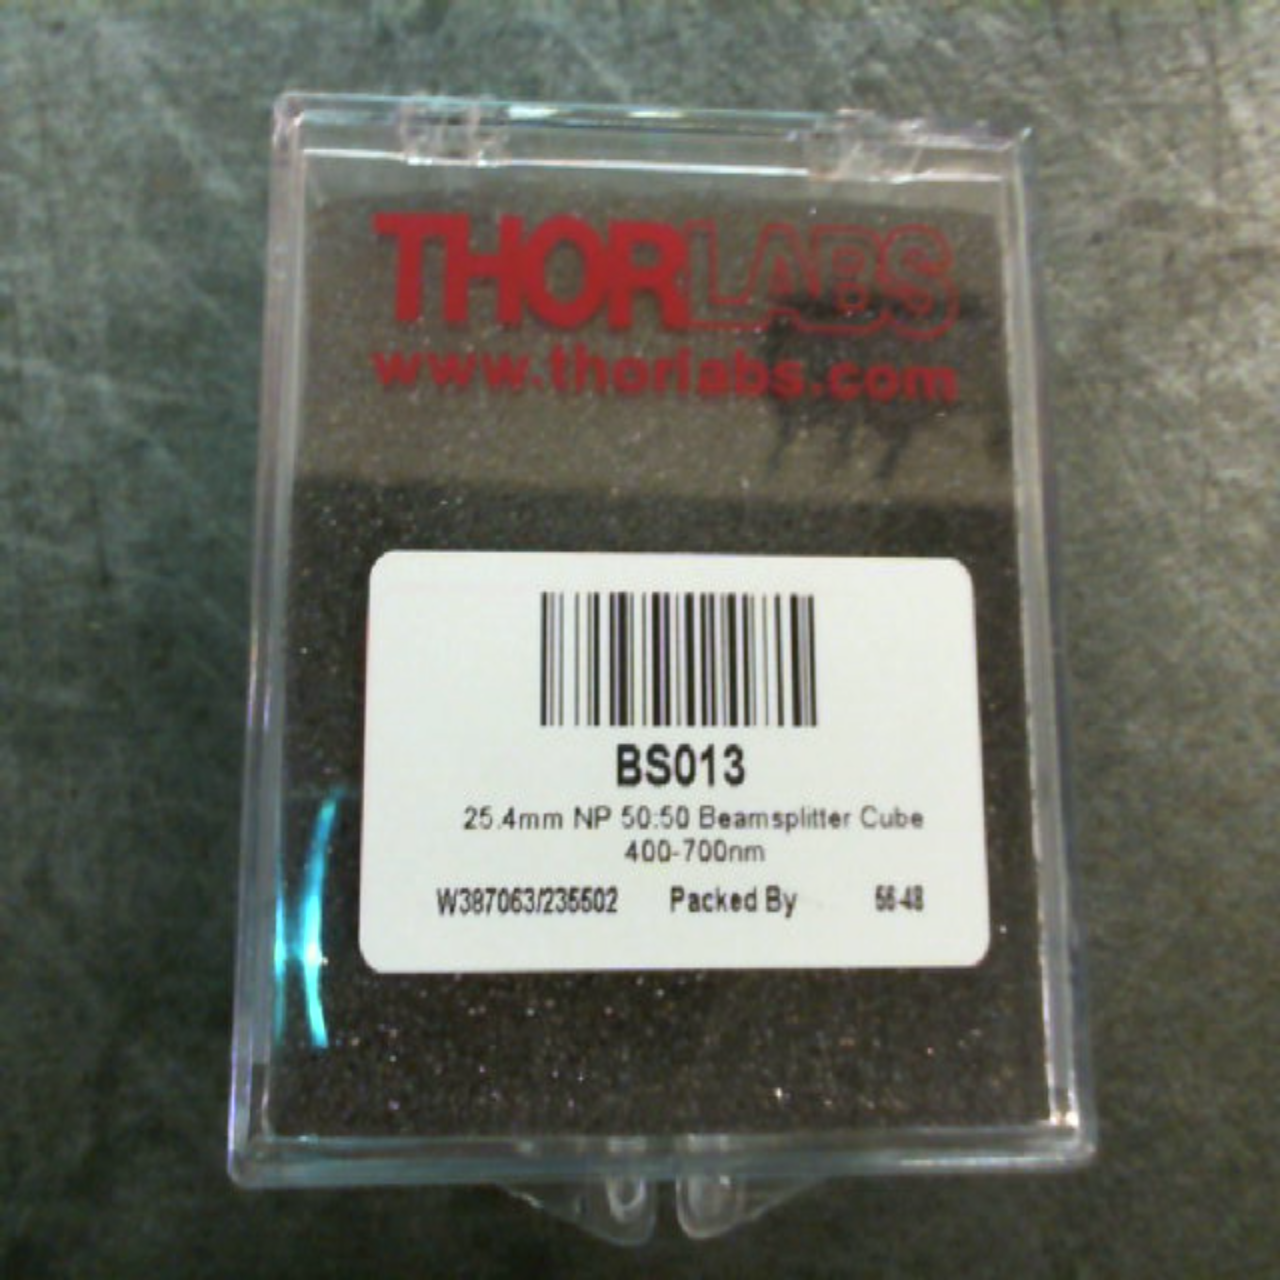 THORLABS
www.thorlabs.com
BS013
25.4mm NP 50:50 Beamsplitter Cube
400-700nm
W387063/235502 Packed By 56-48